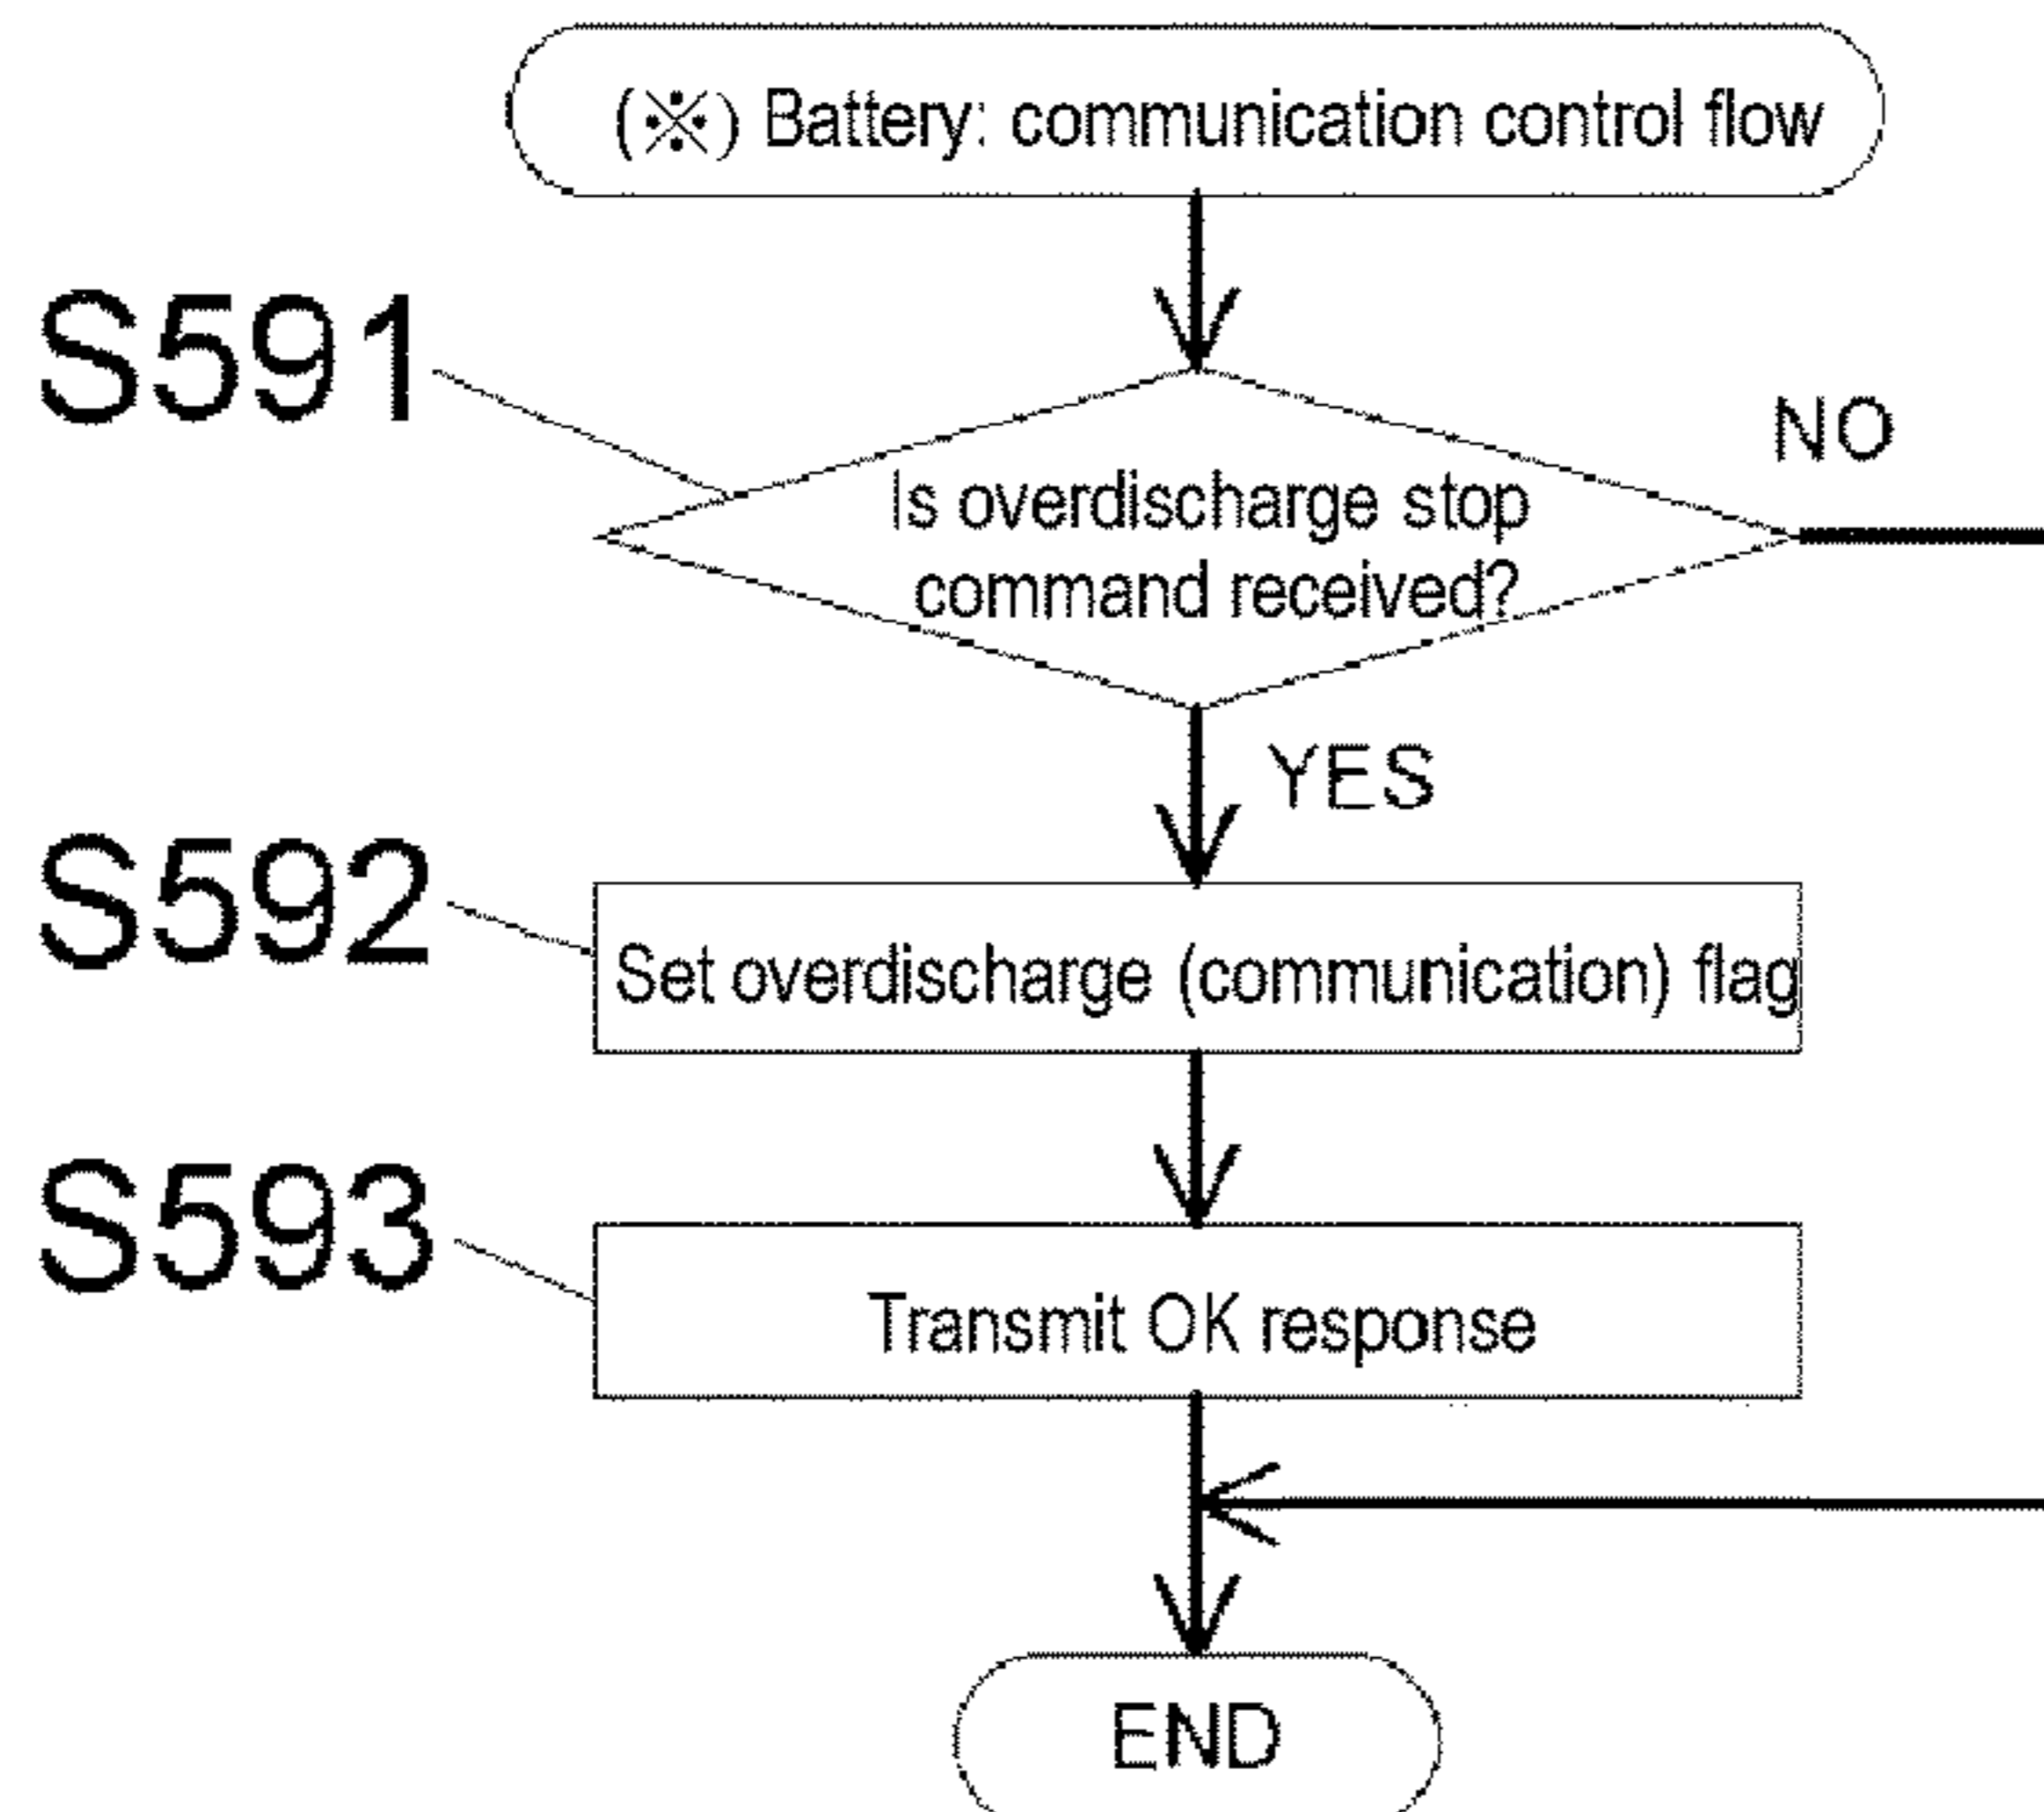 (※) Battery: communication control flow
S591
NO
Is overdischarge stop
command received?
YES
S592
Set overdischarge (communication) flag
S593
Transmit OK response
END